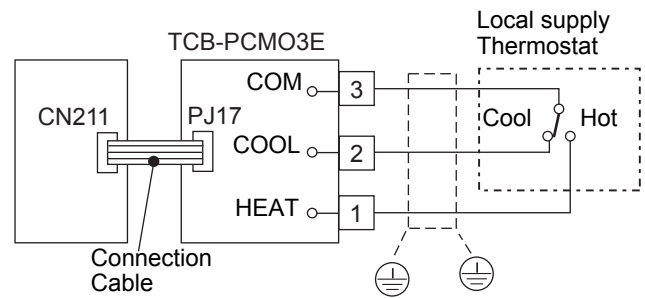 Local supply
Thermostat
TCB-PCMO3E
COM
3
CN211
PJ17
Cool
Hot
COOL
2
HEAT
1
Connection
Cable